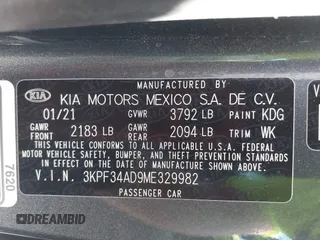 MANUFACTURED BY
KIA KIA MOTORS MEXICO S.A. DE C.V.
01/21 GVWR 3792 LB PAINT KDG
GAWR FRONT 2183 LB GAWR REAR 2094 LB TRIM WK
THIS VEHICLE CONFORMS TO ALL APPLICABLE
U.S.A. FEDERAL MOTOR VEHICLE SAFETY, BUMPER,
AND THEFT PREVENTION STANDARDS IN EFFECT ON
THE DATE OF MANUFACTURE SHOWN ABOVE.
V.I.N. 3KPF34AD9ME329982
PASSENGER CAR
7620
DREAMBID